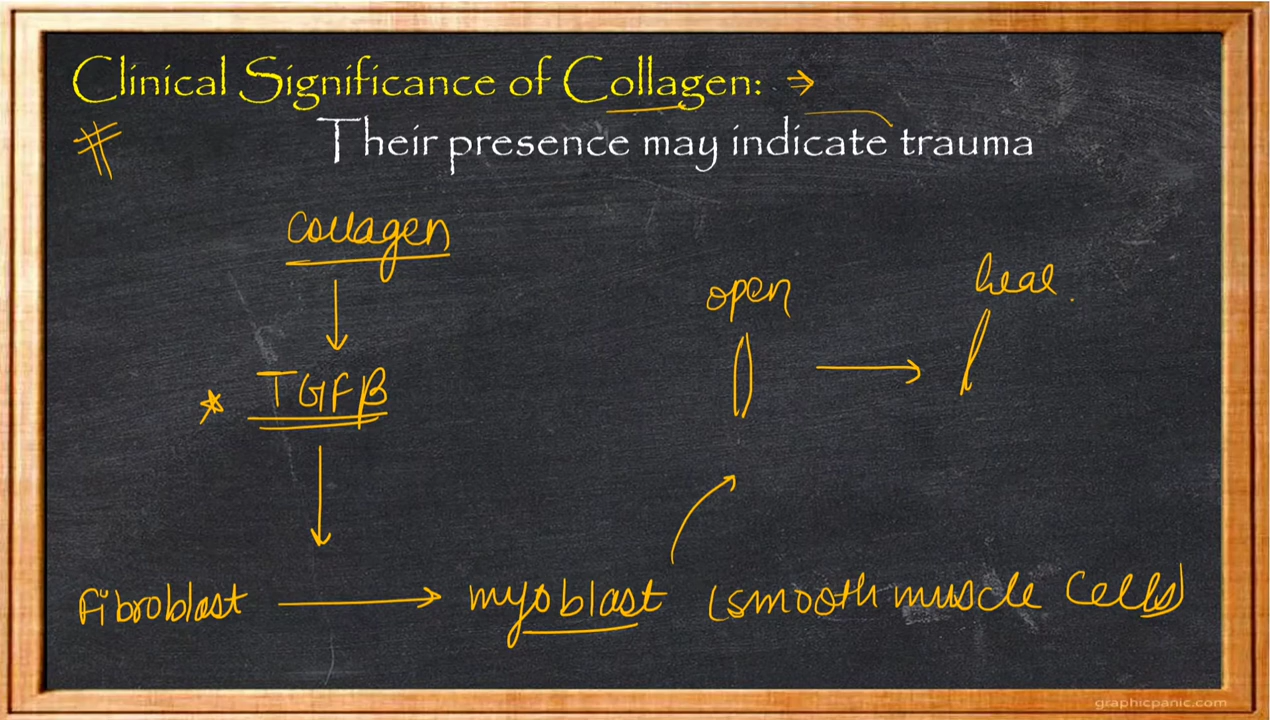 Clinical Significance of Collagen: →
#
Their presence may indicate trauma
Collagen
open
heal.
* TGFβ
Fibroblast → myoblast (smooth muscle Cells)
graphicpanic.com